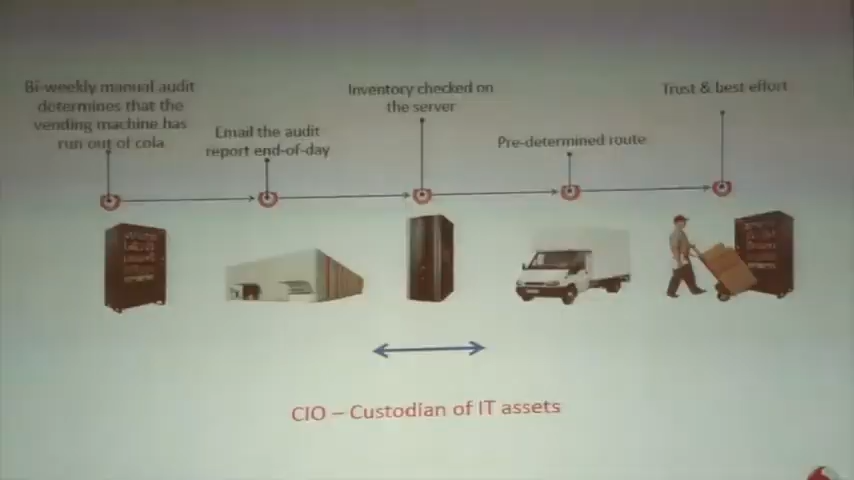 Bi-weekly manual audit
determines that the
vending machine has
run out of cola
Email the audit
report end-of-day
Inventory checked on
the server
Pre-determined route
Trust & best effort
CIO – Custodian of IT assets